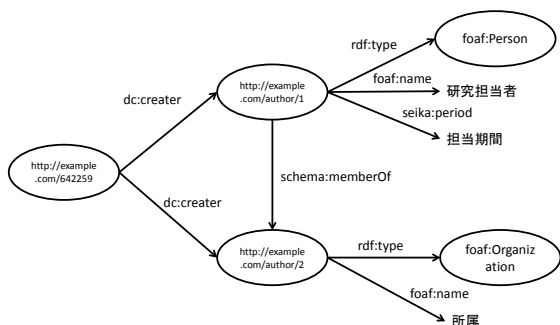 foaf:Person
rdf:type
foaf:name
研究担当者
http://example
.com/author/1
seika:period
dc:creater
担当期間
http://example
.com/642259
schema:memberOf
dc:creater
http://example
.com/author/2
rdf:type
foaf:Organiz
ation
foaf:name
所属